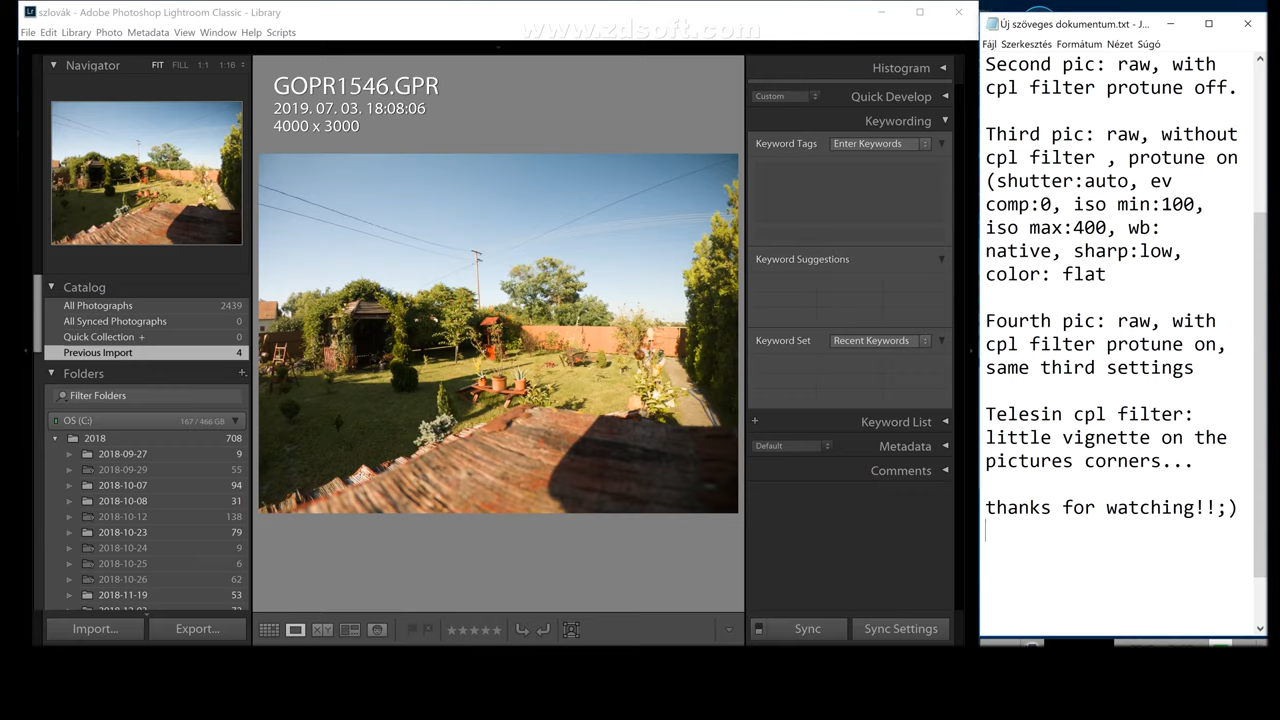 szlovák - Adobe Photoshop Lightroom Classic - Library
www.zdsoft.com
File Edit Library Photo Metadata View Window Help Scripts
Navigator FIT FILL 1:1 1:16
Catalog
All Photographs 2439
All Synced Photographs 0
Quick Collection + 0
Previous Import 4
Folders +
Filter Folders
OS (C:) 167 / 466 GB
2018 708
2018-09-27 9
2018-09-29 55
2018-10-07 94
2018-10-08 31
2018-10-12 138
2018-10-23 79
2018-10-24 9
2018-10-25 6
2018-10-26 62
2018-11-19 53
Import... Export...
GOPR1546.GPR
2019. 07. 03. 18:08:06
4000 x 3000
Histogram
Custom Quick Develop
Keywording
Keyword Tags Enter Keywords
Keyword Suggestions
Keyword Set Recent Keywords
+ Keyword List
Default Metadata
Comments
Sync Sync Settings
Új szöveges dokumentum.txt - J...
Fájl Szerkesztés Formátum Nézet Súgó
Second pic: raw, with
cpl filter protune off.
Third pic: raw, without
cpl filter , protune on
(shutter:auto, ev
comp:0, iso min:100,
iso max:400, wb:
native, sharp:low,
color: flat
Fourth pic: raw, with
cpl filter protune on,
same third settings
Telesin cpl filter:
little vignette on the
pictures corners...
thanks for watching!!;)